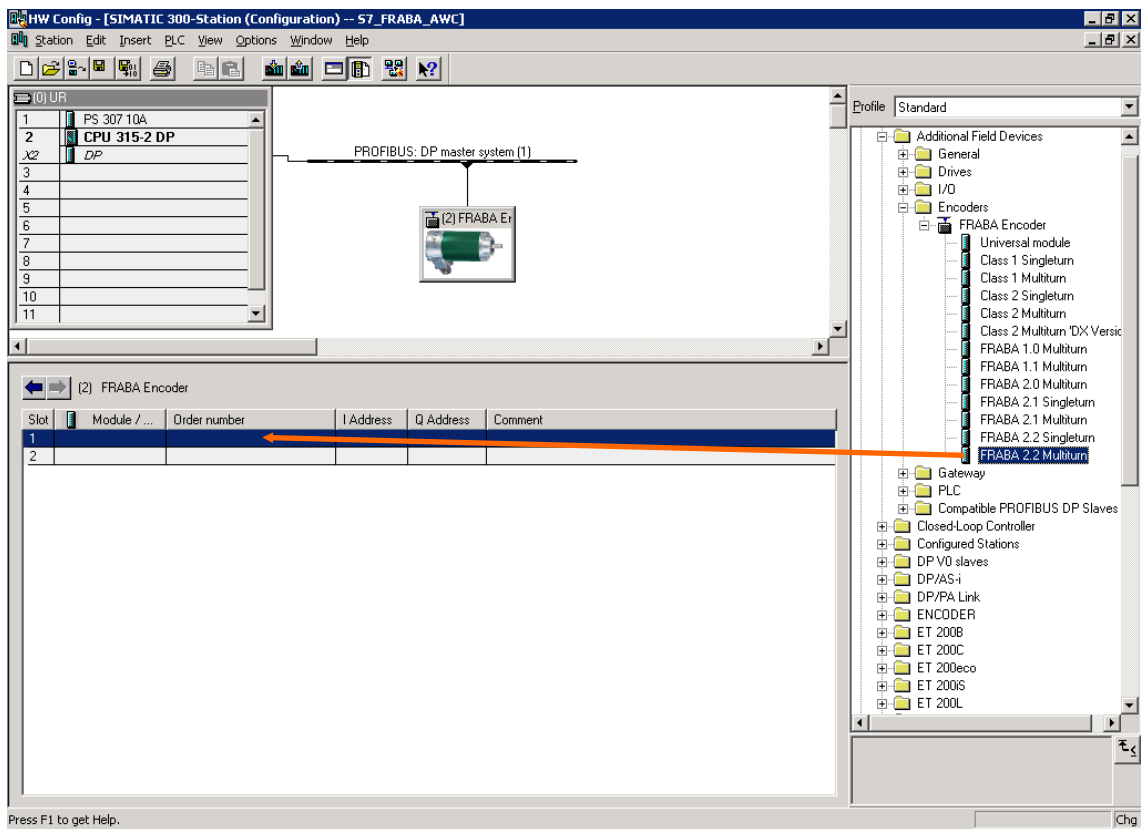 HW Config - [SIMATIC 300-Station (Configuration) -- S7_FRABA_AWC]
Station Edit Insert PLC View Options Window Help
(0) UR
1 PS 307 10A
2 CPU 315-2 DP
X2 DP
3
4
5
6
7
8
9
10
11
PROFIBUS: DP master system (1)
(2) FRABA Er
(2) FRABA Encoder
Slot Module / ... Order number I Address Q Address Comment
1
2
Profile Standard
Additional Field Devices
General
Drives
I/O
Encoders
FRABA Encoder
Universal module
Class 1 Singleturn
Class 1 Multiturn
Class 2 Singleturn
Class 2 Multiturn
Class 2 Multiturn 'DX Versic
FRABA 1.0 Multiturn
FRABA 1.1 Multiturn
FRABA 2.0 Multiturn
FRABA 2.1 Singleturn
FRABA 2.1 Multiturn
FRABA 2.2 Singleturn
FRABA 2.2 Multiturn
Gateway
PLC
Compatible PROFIBUS DP Slaves
Closed-Loop Controller
Configured Stations
DP V0 slaves
DP/AS-i
DP/PA Link
ENCODER
ET 200B
ET 200C
ET 200eco
ET 200iS
ET 200L
Press F1 to get Help.
Chg